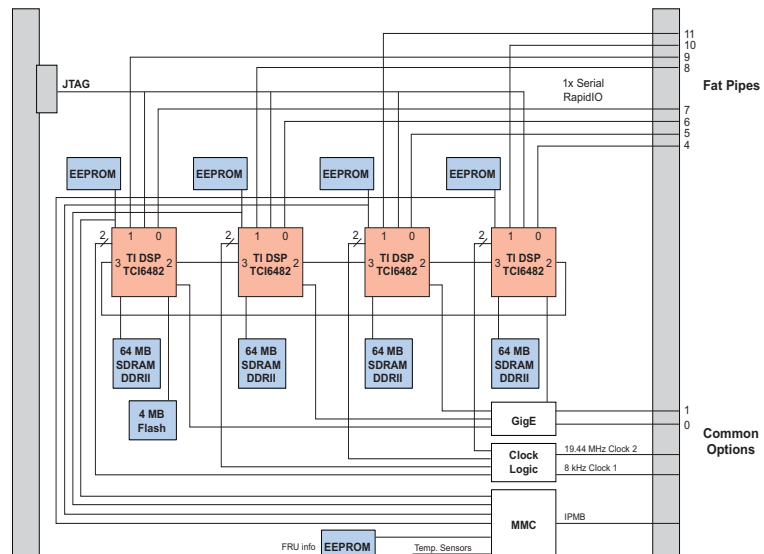 11
10
9
8
Fat Pipes
JTAG
1x Serial
RapidIO
7
6
5
4
EEPROM
EEPROM
EEPROM
EEPROM
2 1 0
2 1 0
2 1 0
2 1 0
TI DSP
3 2
TCI6482
TI DSP
3 2
TCI6482
TI DSP
3 2
TCI6482
TI DSP
3 2
TCI6482
64 MB
SDRAM
DDRII
64 MB
SDRAM
DDRII
64 MB
SDRAM
DDRII
64 MB
SDRAM
DDRII
4 MB
Flash
GigE
1
0
Common
Options
Clock
Logic
19.44 MHz Clock 2
8 kHz Clock 1
MMC
IPMB
FRU info
EEPROM
Temp. Sensors